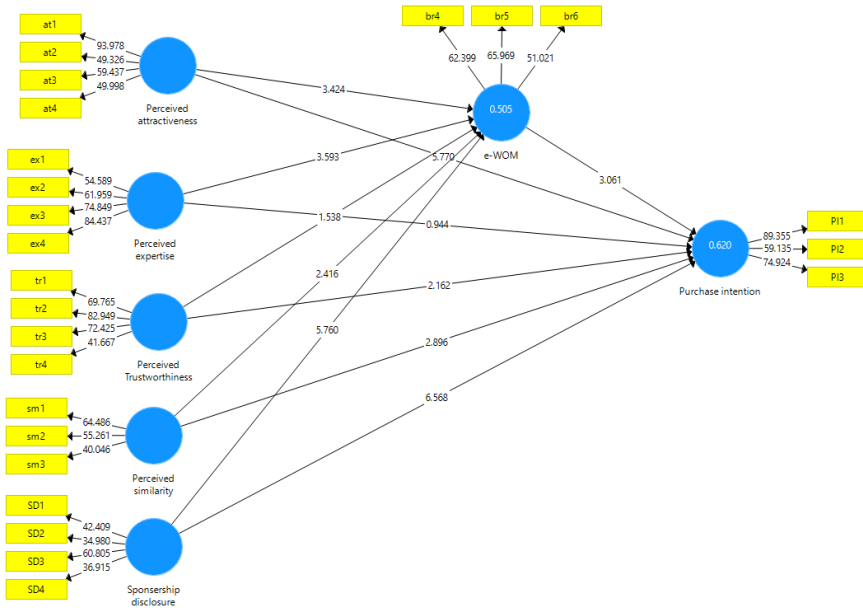 br4
br5
br6
62.399
65.969
51.021
0.505
e-WOM
at1
at2
at3
at4
93.978
49.326
59.437
49.998
Perceived
attractiveness
3.424
5.770
ex1
ex2
ex3
ex4
54.589
61.959
74.849
84.437
Perceived
expertise
3.593
0.944
3.061
0.620
Purchase intention
89.355
59.135
74.924
PI1
PI2
PI3
tr1
tr2
tr3
tr4
69.765
82.949
72.425
41.667
Perceived
Trustworthiness
1.538
2.162
sm1
sm2
sm3
64.486
55.261
40.046
Perceived
similarity
2.416
2.896
SD1
SD2
SD3
SD4
42.409
34.980
60.805
36.915
Sponsership
disclosure
5.760
6.568